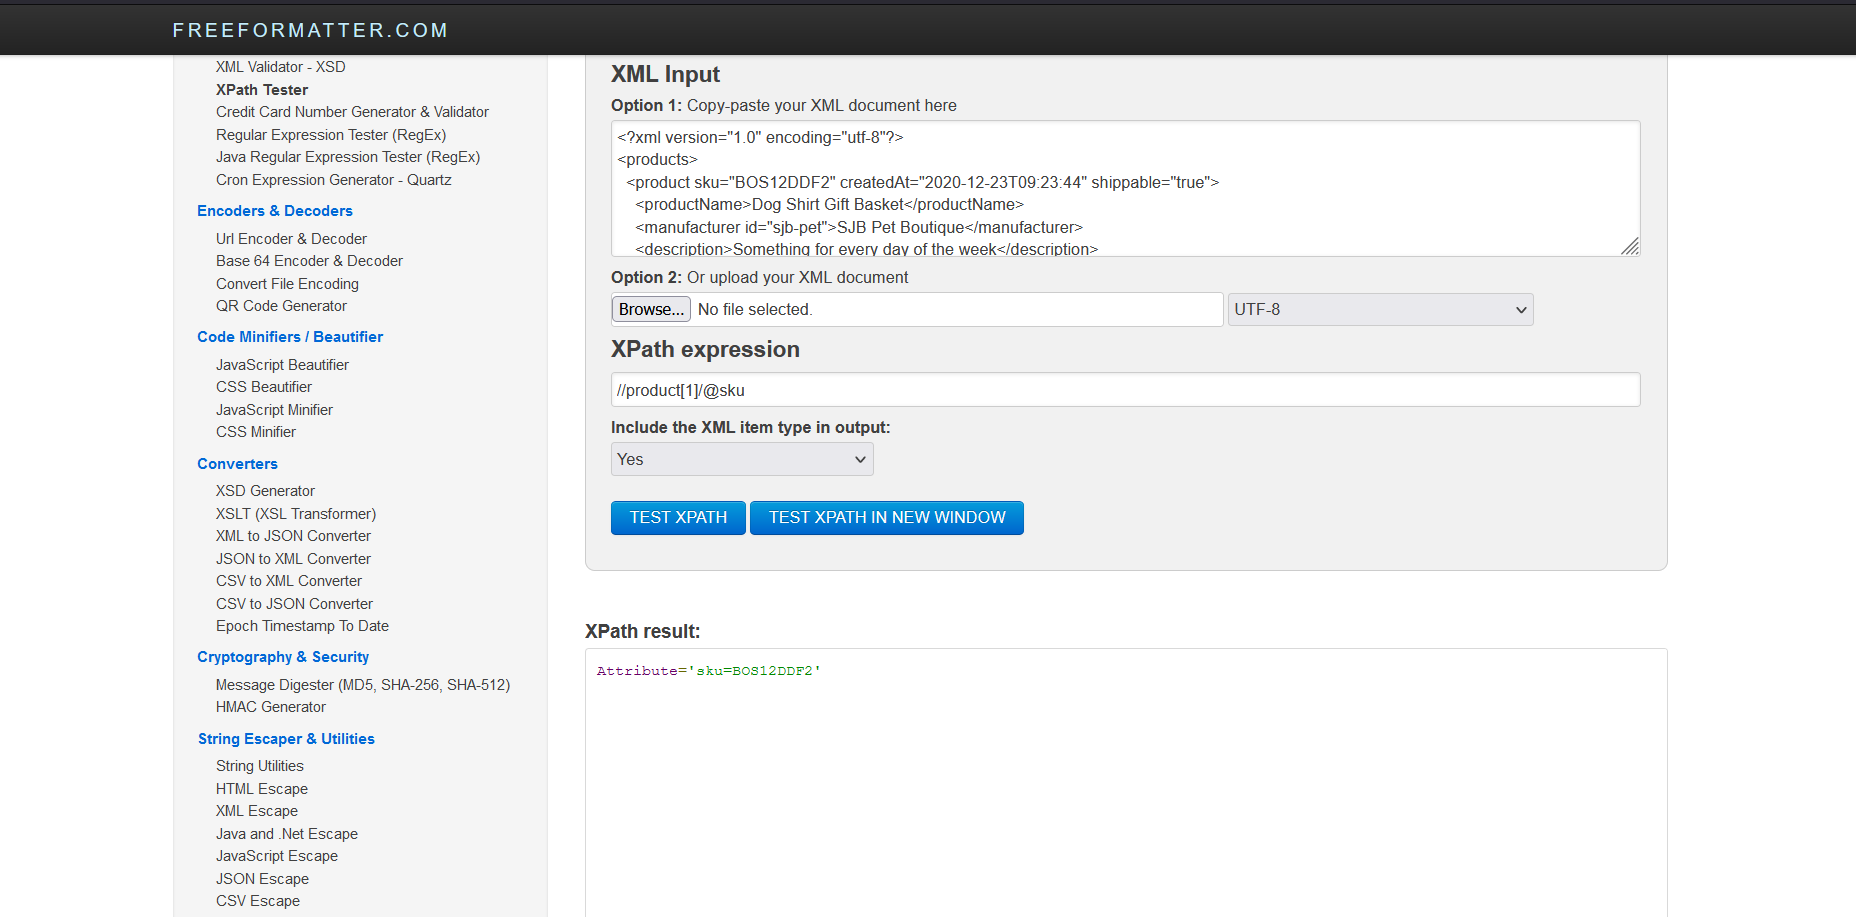 FREEFORMATTER.COM
XML Validator - XSD
XPath Tester
Credit Card Number Generator & Validator
Regular Expression Tester (RegEx)
Java Regular Expression Tester (RegEx)
Cron Expression Generator - Quartz
Encoders & Decoders
Url Encoder & Decoder
Base 64 Encoder & Decoder
Convert File Encoding
QR Code Generator
Code Minifiers / Beautifier
JavaScript Beautifier
CSS Beautifier
JavaScript Minifier
CSS Minifier
Converters
XSD Generator
XSLT (XSL Transformer)
XML to JSON Converter
JSON to XML Converter
CSV to XML Converter
CSV to JSON Converter
Epoch Timestamp To Date
Cryptography & Security
Message Digester (MD5, SHA-256, SHA-512)
HMAC Generator
String Escaper & Utilities
String Utilities
HTML Escape
XML Escape
Java and .Net Escape
JavaScript Escape
JSON Escape
CSV Escape
XML Input
Option 1: Copy-paste your XML document here
<?xml version="1.0" encoding="utf-8"?>
<products>
<product sku="BOS12DDF2" createdAt="2020-12-23T09:23:44" shippable="true">
<productName>Dog Shirt Gift Basket</productName>
<manufacturer id="sjb-pet">SJB Pet Boutique</manufacturer>
<description>Something for every day of the week</description>
Option 2: Or upload your XML document
Browse... No file selected. UTF-8
XPath expression
//product[1]/@sku
Include the XML item type in output:
Yes
TEST XPATH TEST XPATH IN NEW WINDOW
XPath result:
Attribute='sku=BOS12DDF2'